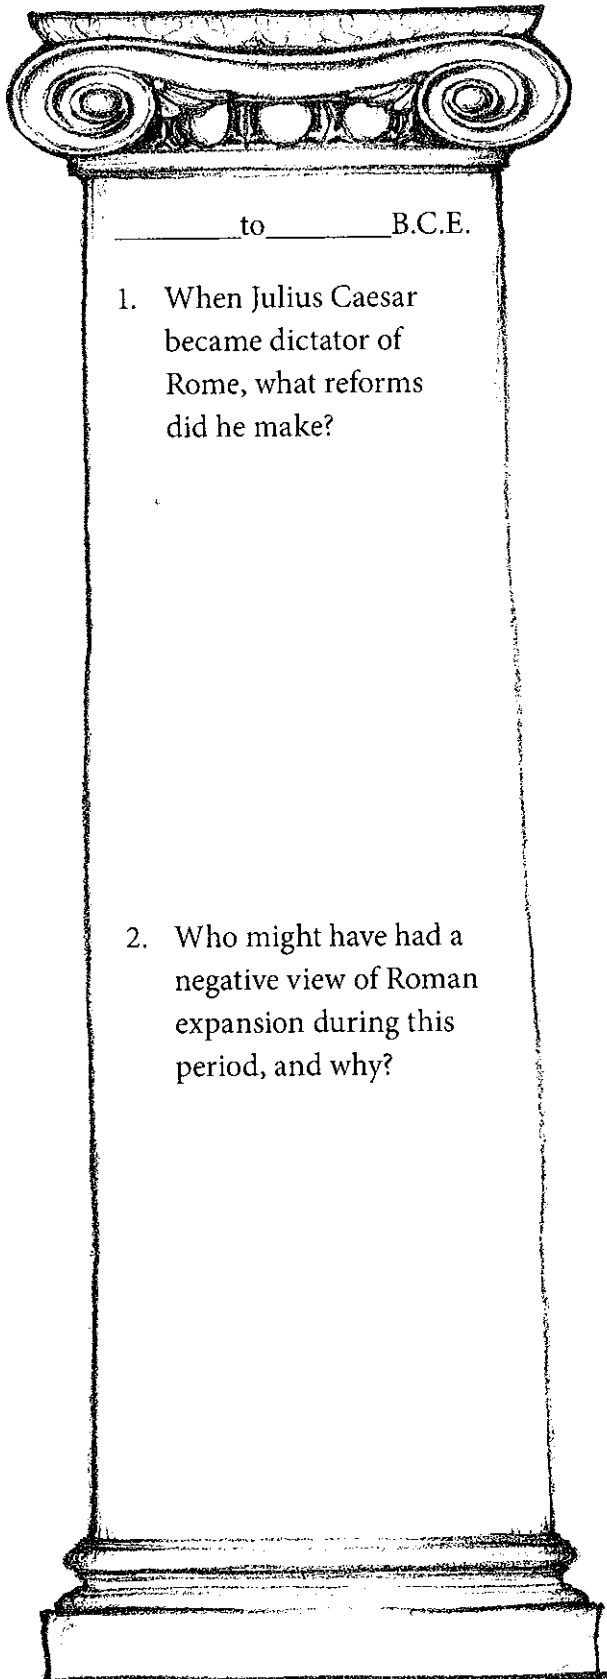 _________to_________B.C.E.
1. When Julius Caesar
became dictator of
Rome, what reforms
did he make?
2. Who might have had a
negative view of Roman
expansion during this
period, and why?